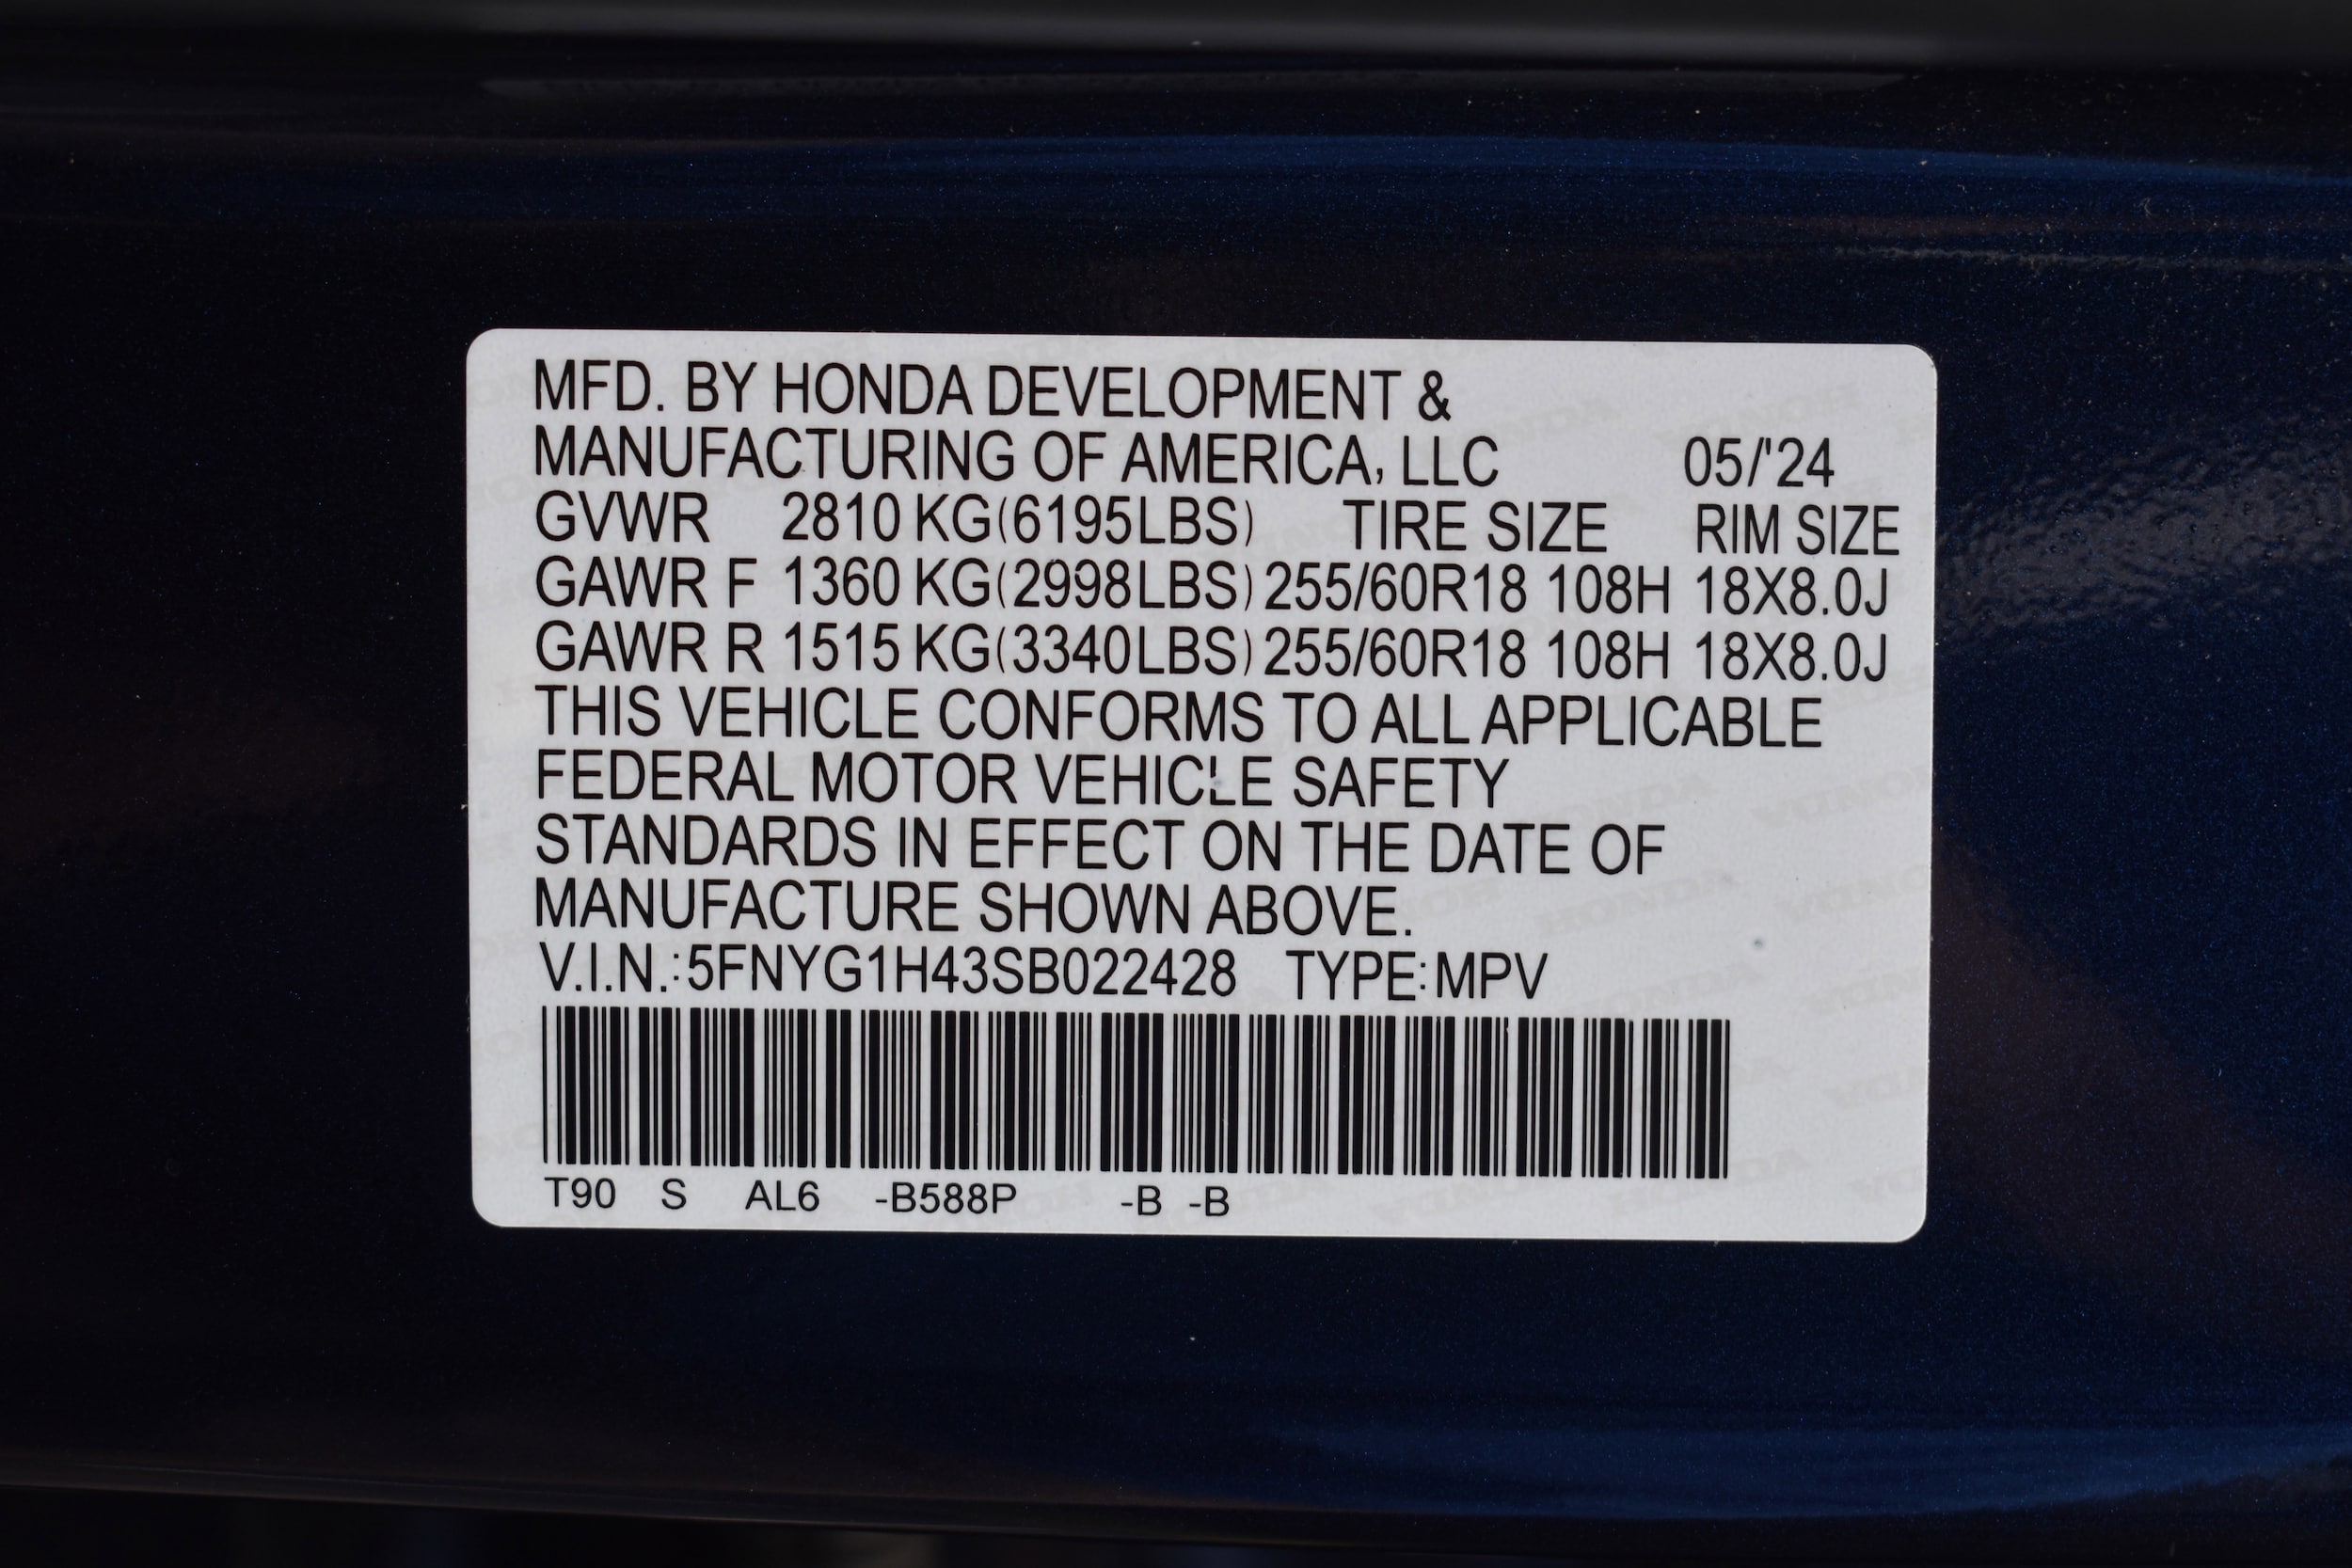 MFD. BY HONDA DEVELOPMENT &
MANUFACTURING OF AMERICA, LLC 05/'24
GVWR 2810 KG(6195LBS) TIRE SIZE RIM SIZE
GAWR F 1360 KG(2998LBS) 255/60R18 108H 18X8.0J
GAWR R 1515 KG(3340LBS) 255/60R18 108H 18X8.0J
THIS VEHICLE CONFORMS TO ALL APPLICABLE
FEDERAL MOTOR VEHICLE SAFETY
STANDARDS IN EFFECT ON THE DATE OF
MANUFACTURE SHOWN ABOVE.
V.I.N.:5FNYG1H43SB022428 TYPE:MPV
T90 S AL6 -B588P -B -B